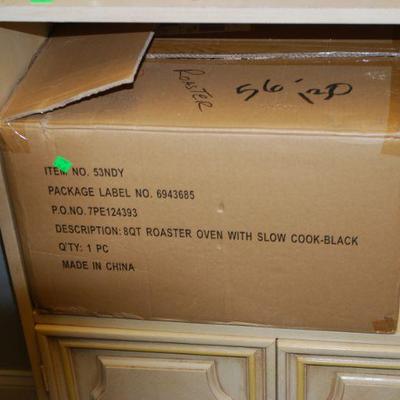 ROASTER
ITEM NO. 53NDY
PACKAGE LABEL NO. 6943685
P.O.NO.7PE124393
DESCRIPTION:8QT ROASTER OVEN WITH SLOW COOK-BLACK
Q'TY: 1 PC
MADE IN CHINA